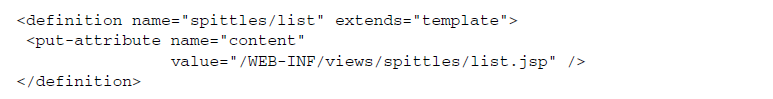 <definition name="spittles/list" extends="template">
 <put-attribute name="content"
                value="/WEB-INF/views/spittles/list.jsp" />
</definition>